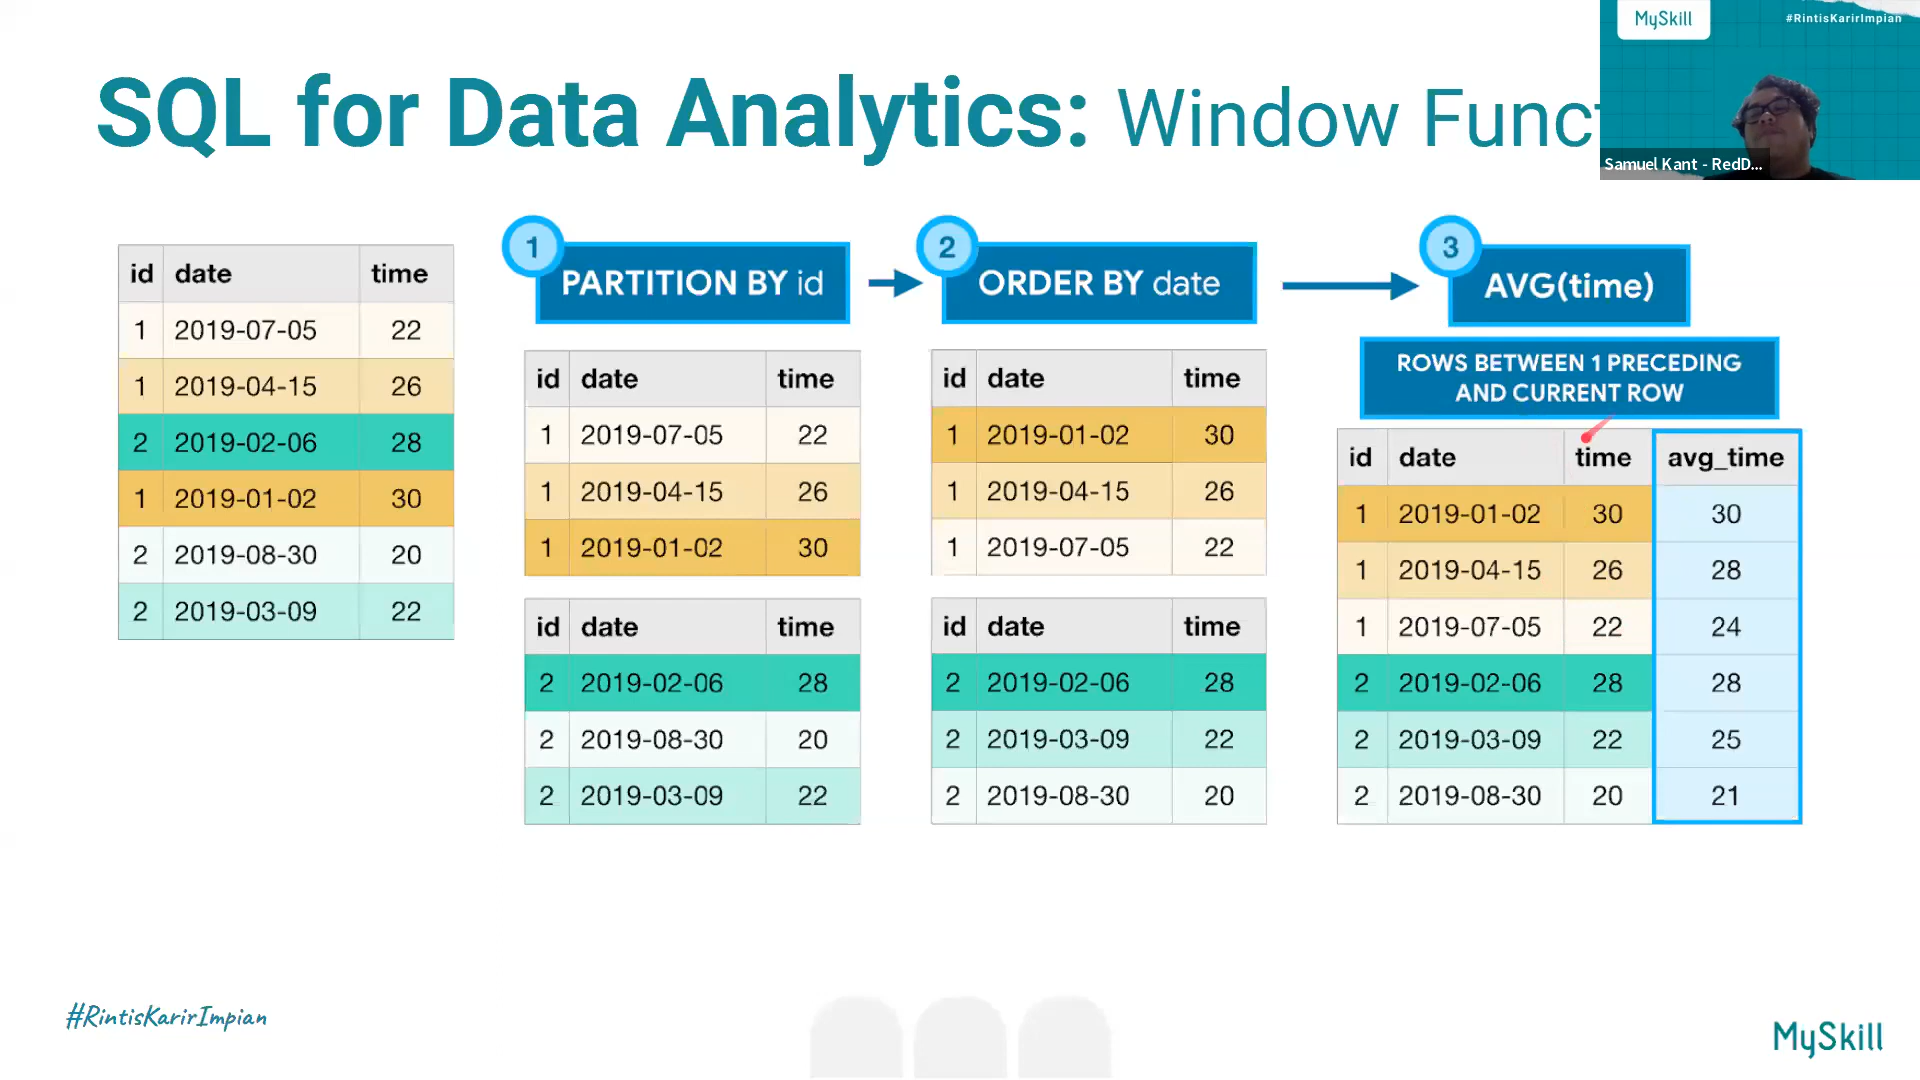 MySkill
#RintisKarirImpian
SQL for Data Analytics: Window Func
Samuel Kant - RedD...
1
PARTITION BY id
2
ORDER BY date
3
AVG(time)
ROWS BETWEEN 1 PRECEDING
AND CURRENT ROW
id date time
1 2019-07-05 22
1 2019-04-15 26
2 2019-02-06 28
1 2019-01-02 30
2 2019-08-30 20
2 2019-03-09 22
id date time
1 2019-07-05 22
1 2019-04-15 26
1 2019-01-02 30
id date time
2 2019-02-06 28
2 2019-08-30 20
2 2019-03-09 22
id date time
1 2019-01-02 30
1 2019-04-15 26
1 2019-07-05 22
id date time
2 2019-02-06 28
2 2019-03-09 22
2 2019-08-30 20
id date time avg_time
1 2019-01-02 30 30
1 2019-04-15 26 28
1 2019-07-05 22 24
2 2019-02-06 28 28
2 2019-03-09 22 25
2 2019-08-30 20 21
#RintisKarirImpian
MySkill